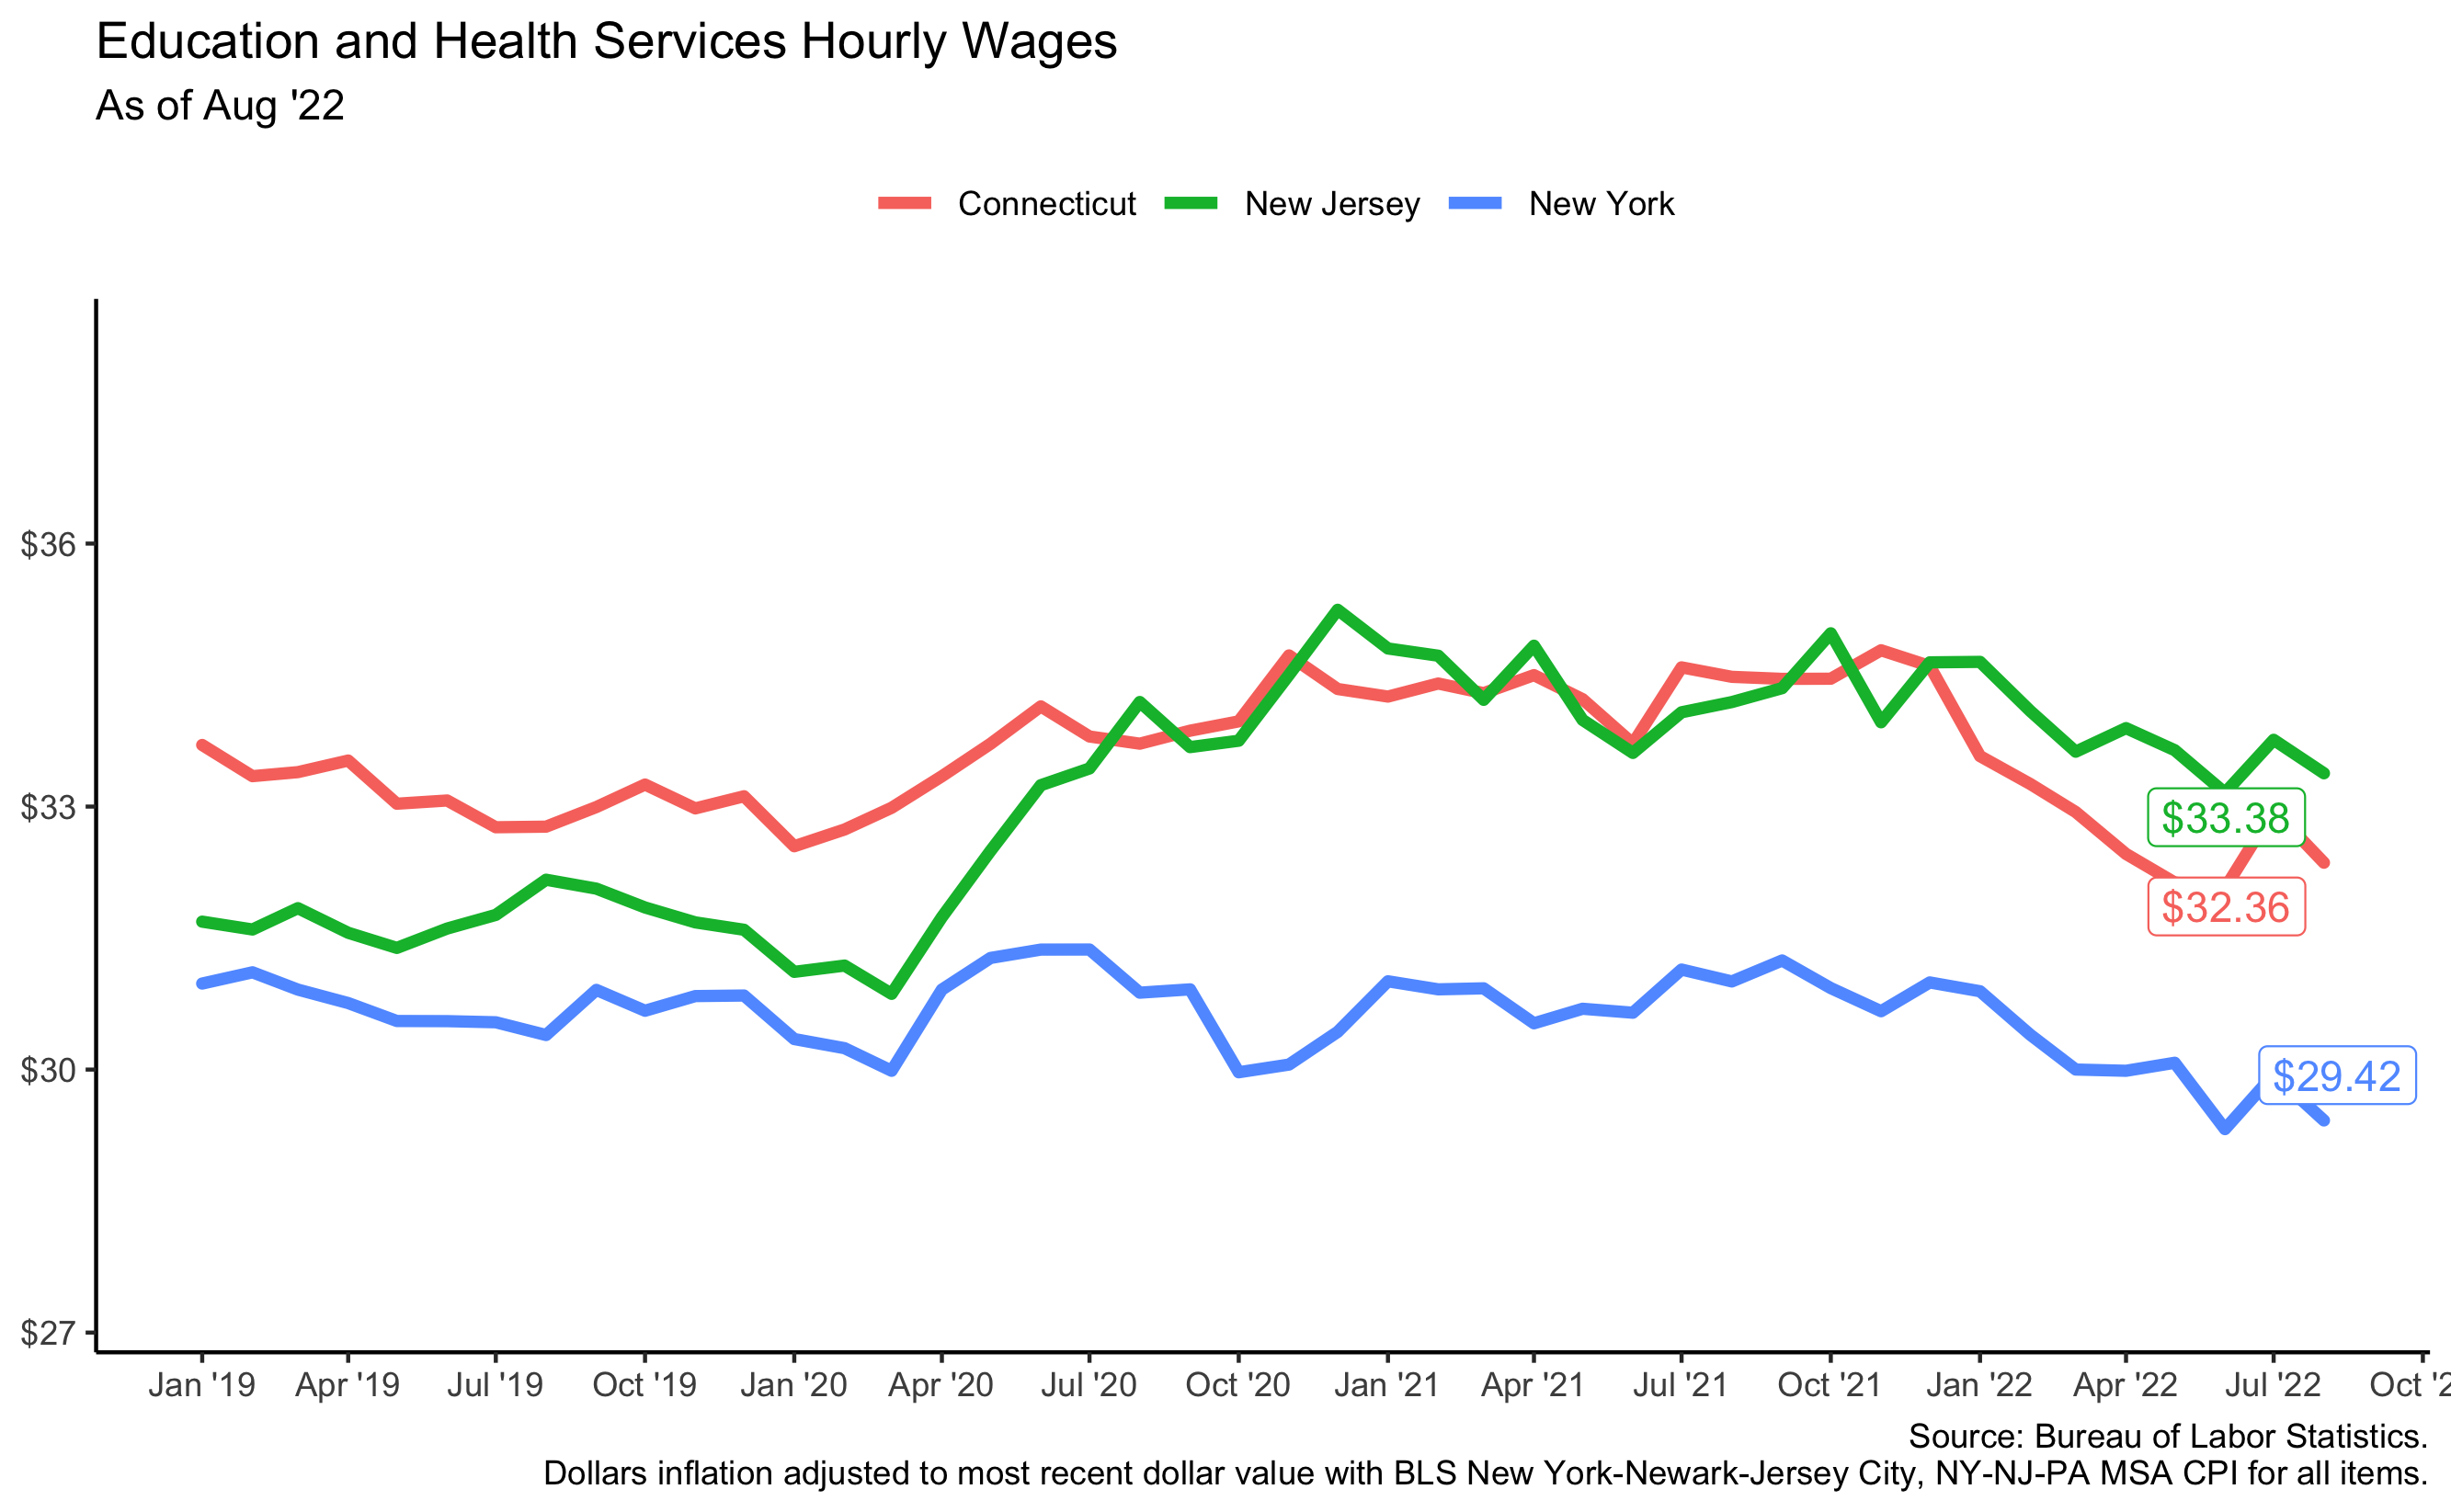 Education and Health Services Hourly Wages
As of Aug '22
Connecticut New Jersey New York
$36
$33
$30
$27
$33.38
$32.36
$29.42
Jan '19 Apr '19 Jul '19 Oct '19 Jan '20 Apr '20 Jul '20 Oct '20 Jan '21 Apr '21 Jul '21 Oct '21 Jan '22 Apr '22 Jul '22 Oct '2
Source: Bureau of Labor Statistics.
Dollars inflation adjusted to most recent dollar value with BLS New York-Newark-Jersey City, NY-NJ-PA MSA CPI for all items.